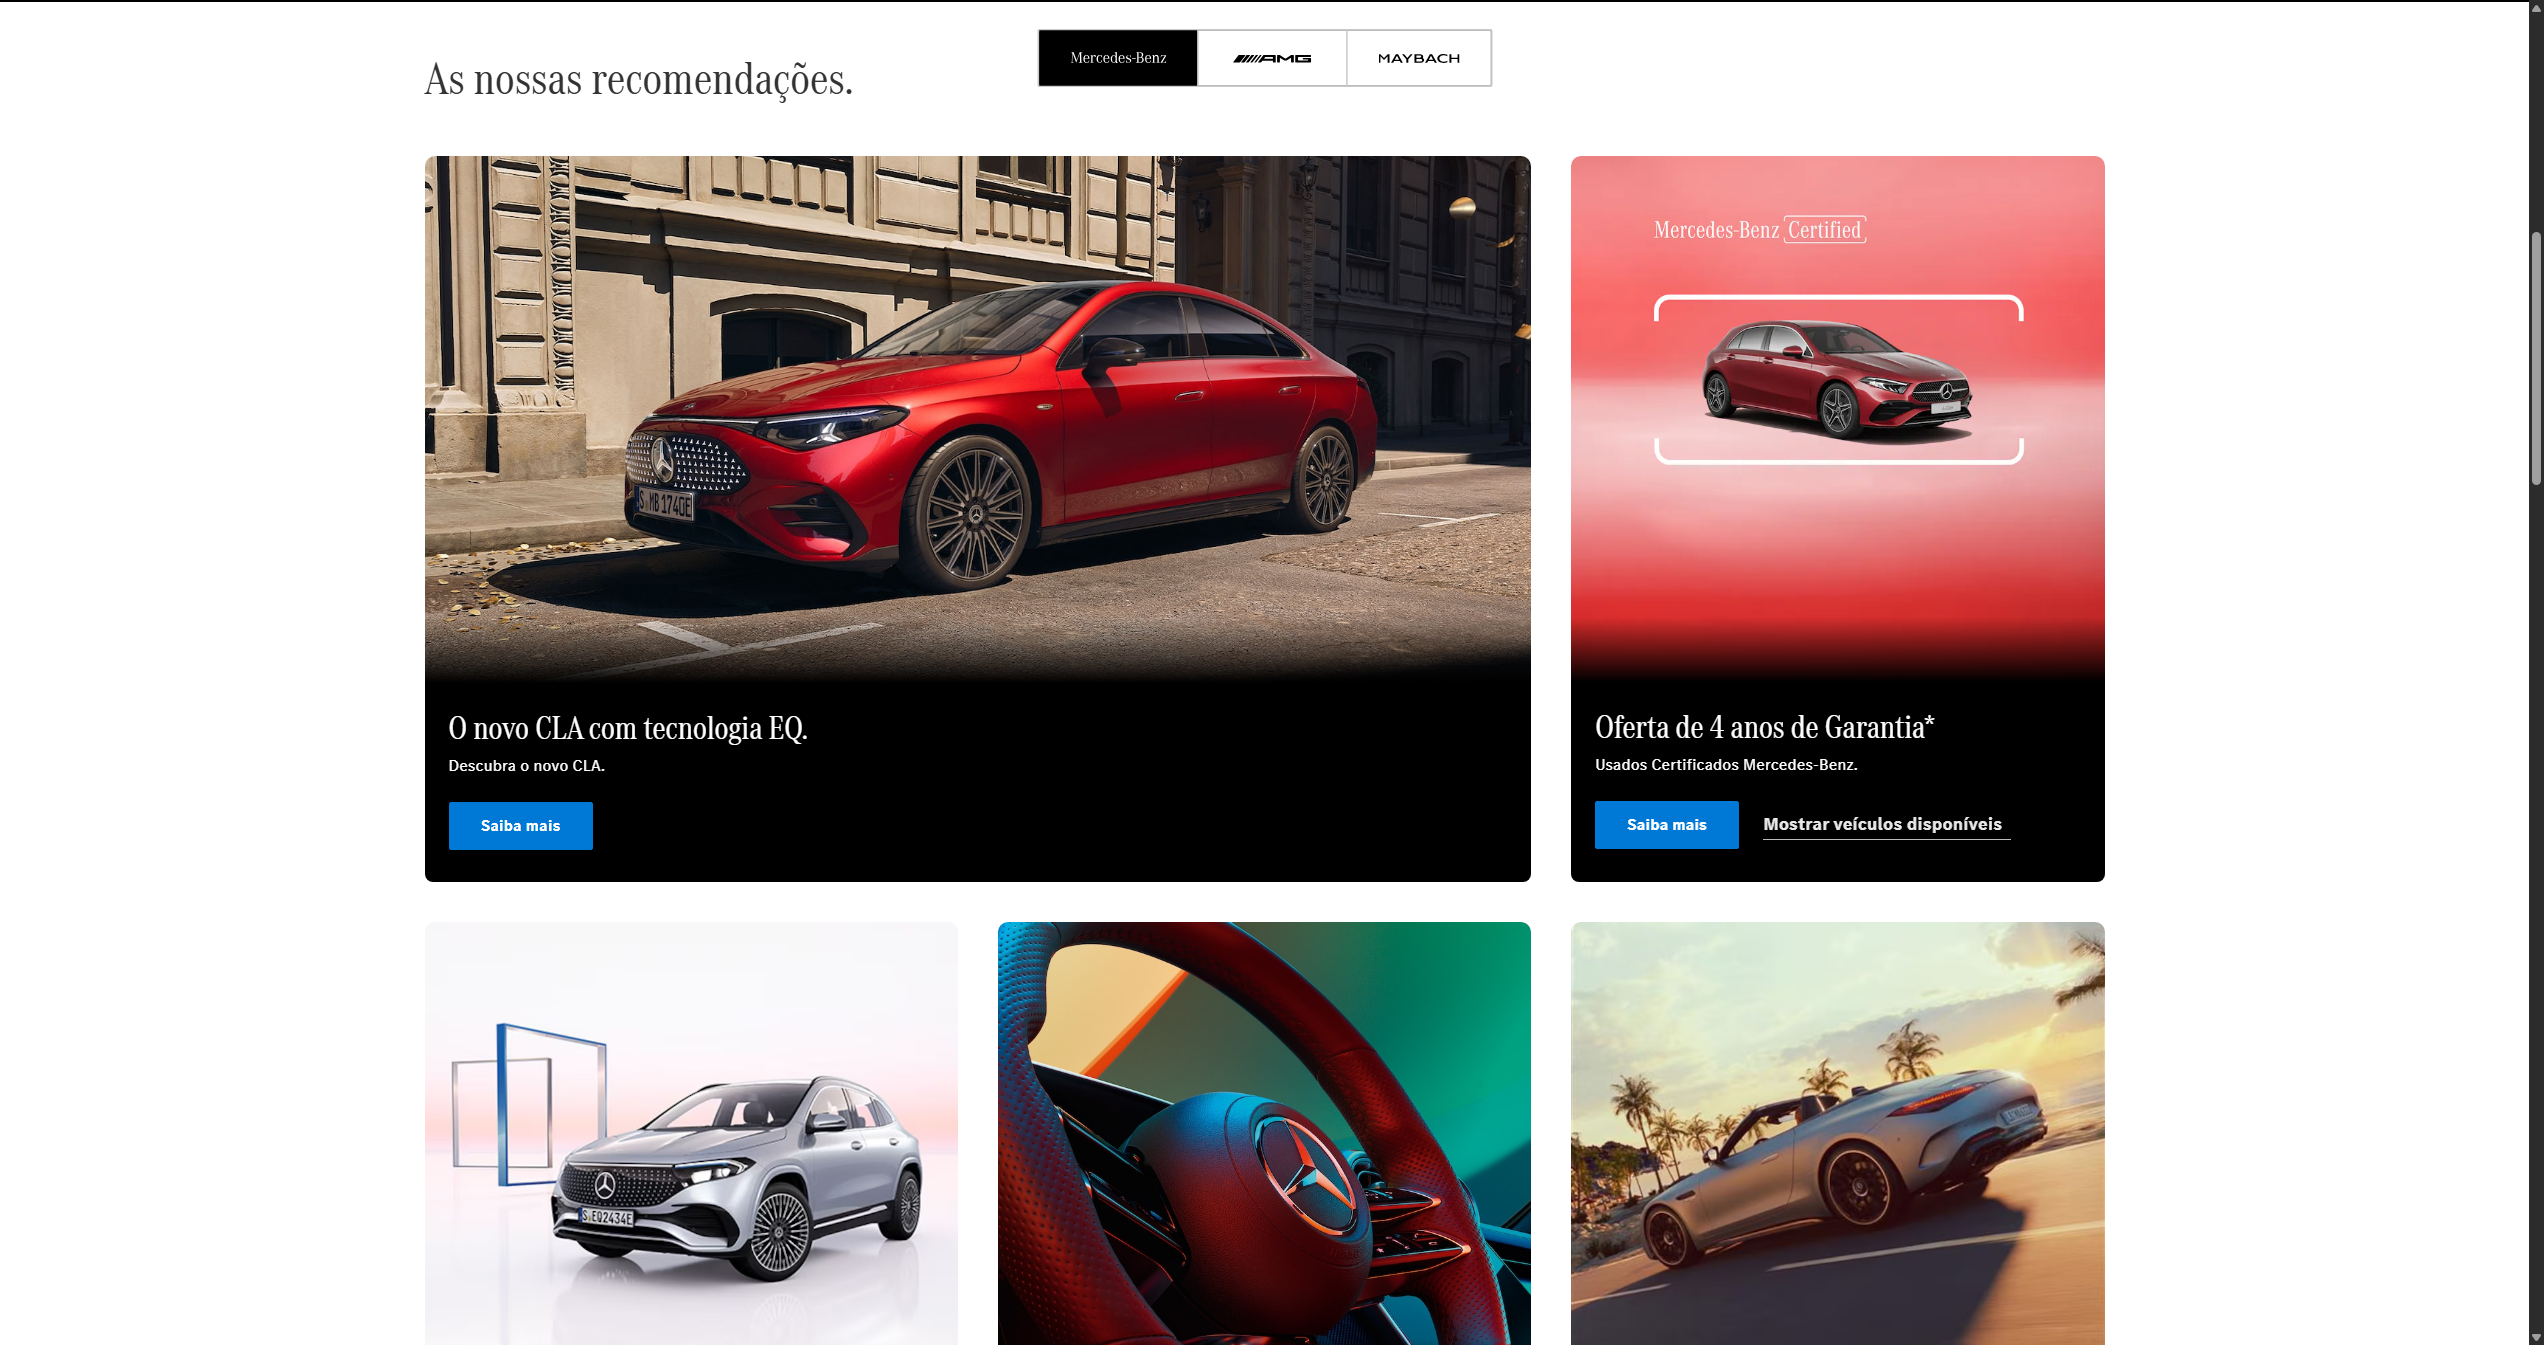 Mercedes-Benz
AMG
MAYBACH
As nossas recomendações.
S MB 1740E
Mercedes-Benz Certified
O novo CLA com tecnologia EQ.
Descubra o novo CLA.
Saiba mais
Oferta de 4 anos de Garantia*
Usados Certificados Mercedes-Benz.
Saiba mais
Mostrar veículos disponíveis
S EQ2434E